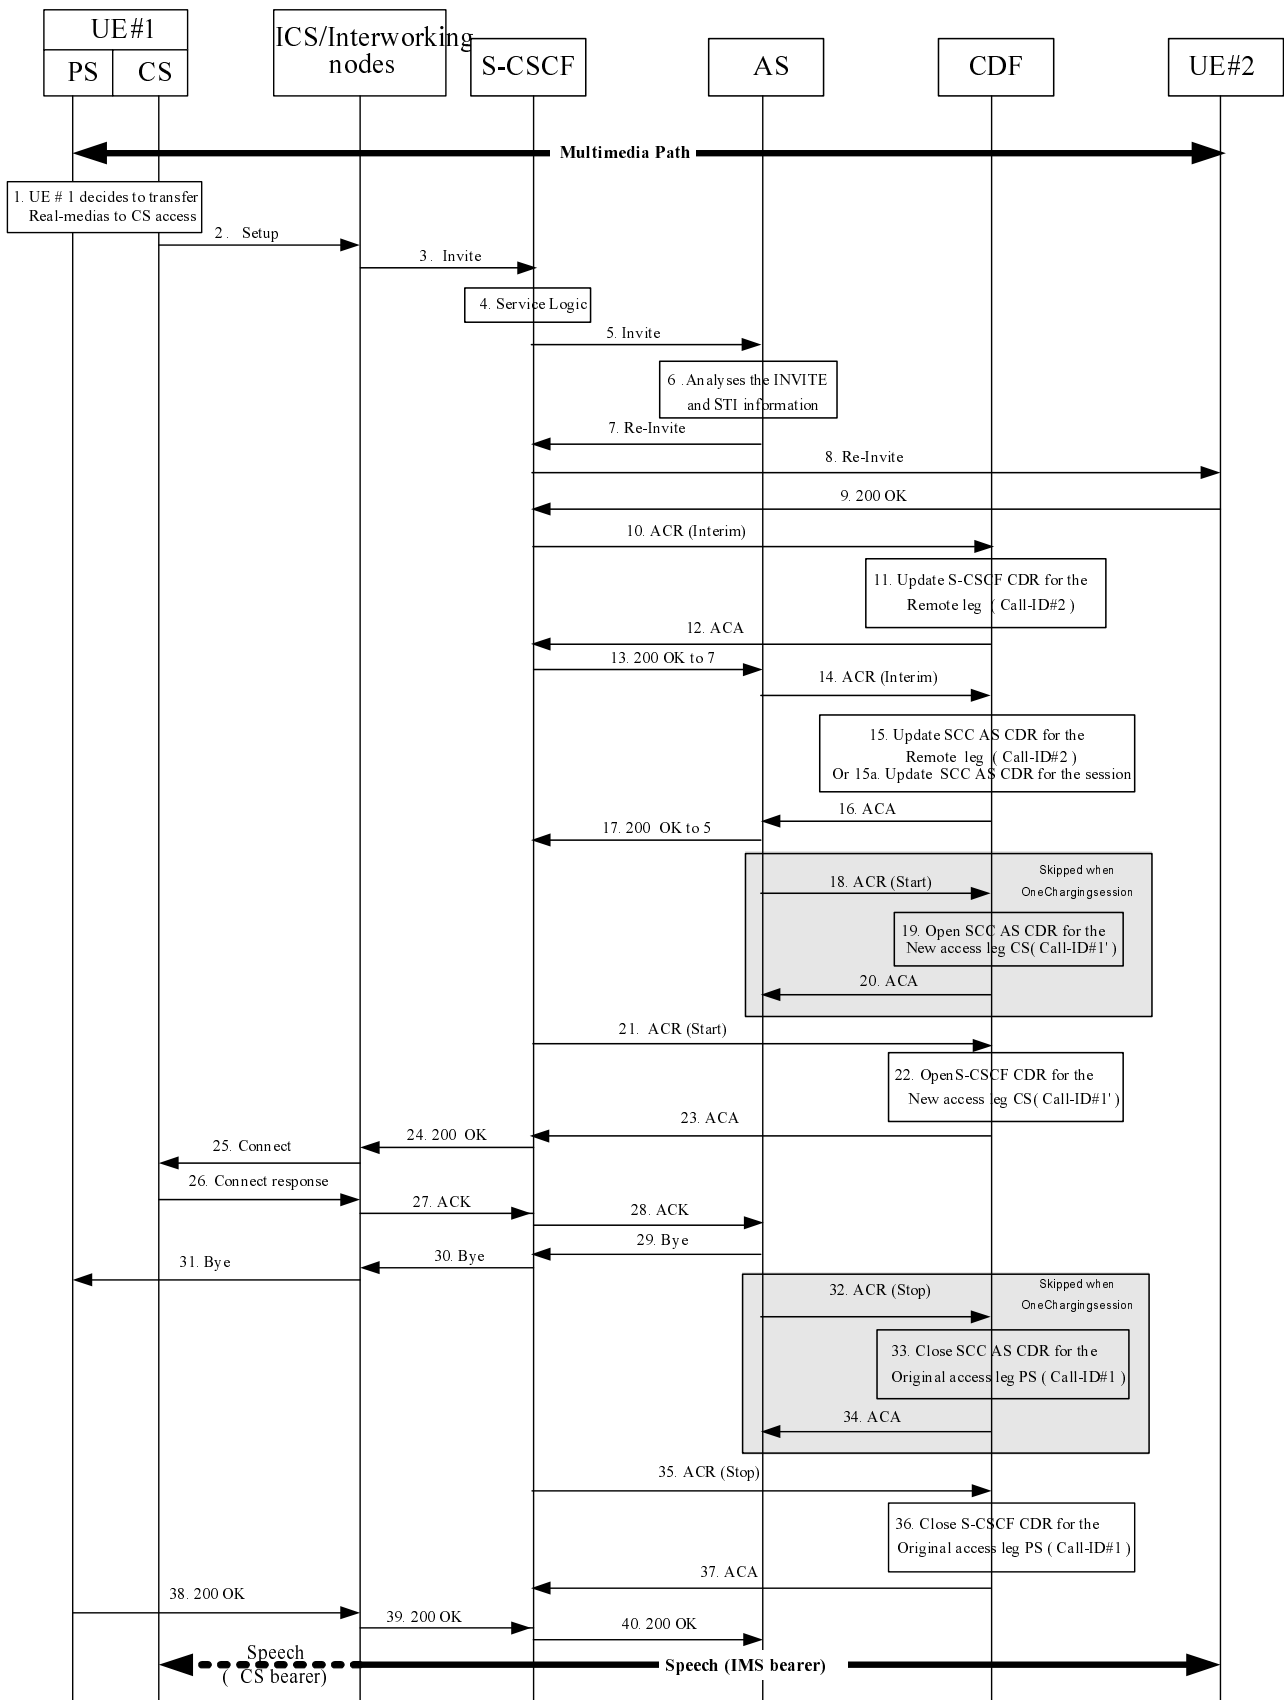 UE#1
PS
CS
ICS/Interworking
nodes
S-CSCF
AS
CDF
UE#2
Multimedia Path
1. UE # 1 decides to transfer
Real-medias to CS access
2 . Setup
3 . Invite
4. Service Logic
5. Invite
6 .Analyses the INVITE
and STI information
7. Re-Invite
8. Re-Invite
9. 200 OK
10. ACR (Interim)
11. Update S-CSCF CDR for the
Remote leg ( Call-ID#2 )
12. ACA
13. 200 OK to 7
14. ACR (Interim)
15. Update SCC AS CDR for the
Remote leg ( Call-ID#2 )
Or 15a. Update SCC AS CDR for the session
16. ACA
17. 200 OK to 5
Skipped when
OneChargingsession
18. ACR (Start)
19. Open SCC AS CDR for the
New access leg CS( Call-ID#1' )
20. ACA
21. ACR (Start)
22. OpenS-CSCF CDR for the
New access leg CS( Call-ID#1' )
23. ACA
24. 200 OK
25. Connect
26. Connect response
27. ACK
28. ACK
29. Bye
30. Bye
31. Bye
Skipped when
OneChargingsession
32. ACR (Stop)
33. Close SCC AS CDR for the
Original access leg PS ( Call-ID#1 )
34. ACA
35. ACR (Stop)
36. Close S-CSCF CDR for the
Original access leg PS ( Call-ID#1 )
37. ACA
38. 200 OK
39. 200 OK
40. 200 OK
Speech
( CS bearer)
Speech (IMS bearer)